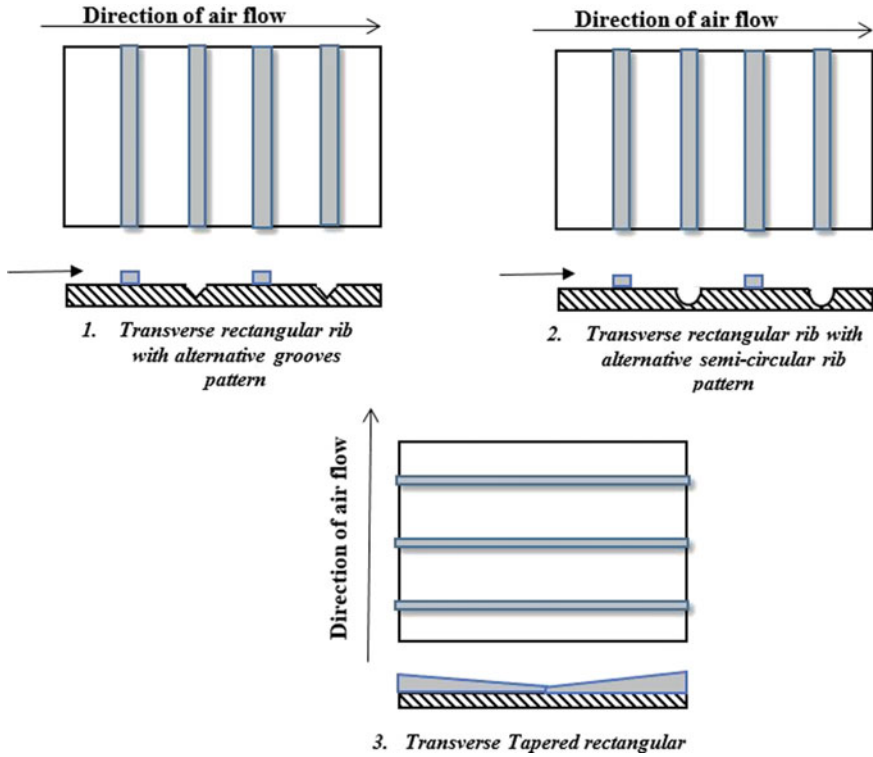 Direction of air flow
1. Transverse rectangular rib
with alternative grooves
pattern
Direction of air flow
2. Transverse rectangular rib with
alternative semi-circular rib
pattern
Direction of air flow
3. Transverse Tapered rectangular